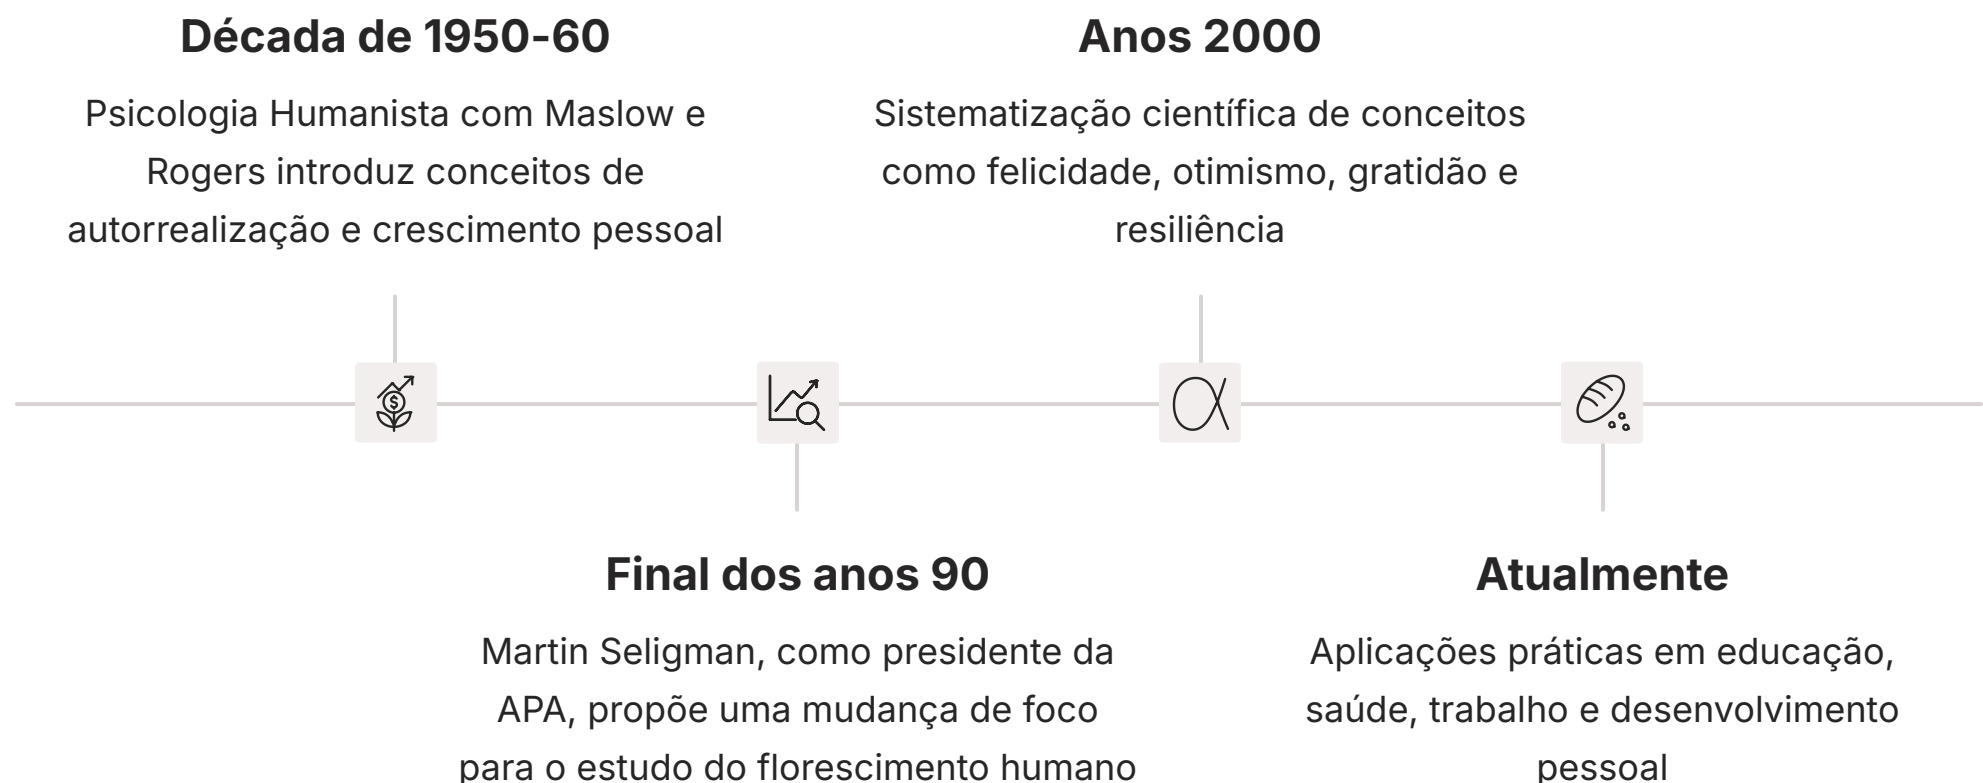 Década de 1950-60
Psicologia Humanista com Maslow e
Rogers introduz conceitos de
autorrealização e crescimento pessoal
Anos 2000
Sistematização científica de conceitos
como felicidade, otimismo, gratidão e
resiliência
$
Final dos anos 90
Martin Seligman, como presidente da
APA, propõe uma mudança de foco
para o estudo do florescimento humano
Atualmente
Aplicações práticas em educação,
saúde, trabalho e desenvolvimento
pessoal